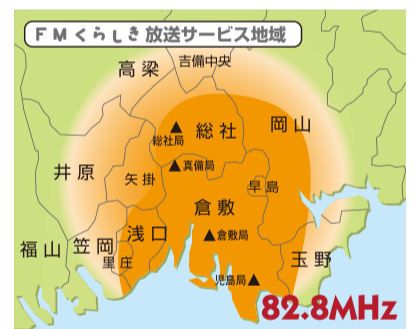 FMくらしき放送サービス地域
吉備中央
高梁
岡山
総社
▲
総社局
▲真備局
井原
矢掛
早島
倉敷
浅口
▲倉敷局
福山
笠岡
里庄
玉野
児島局▲
82.8MHz